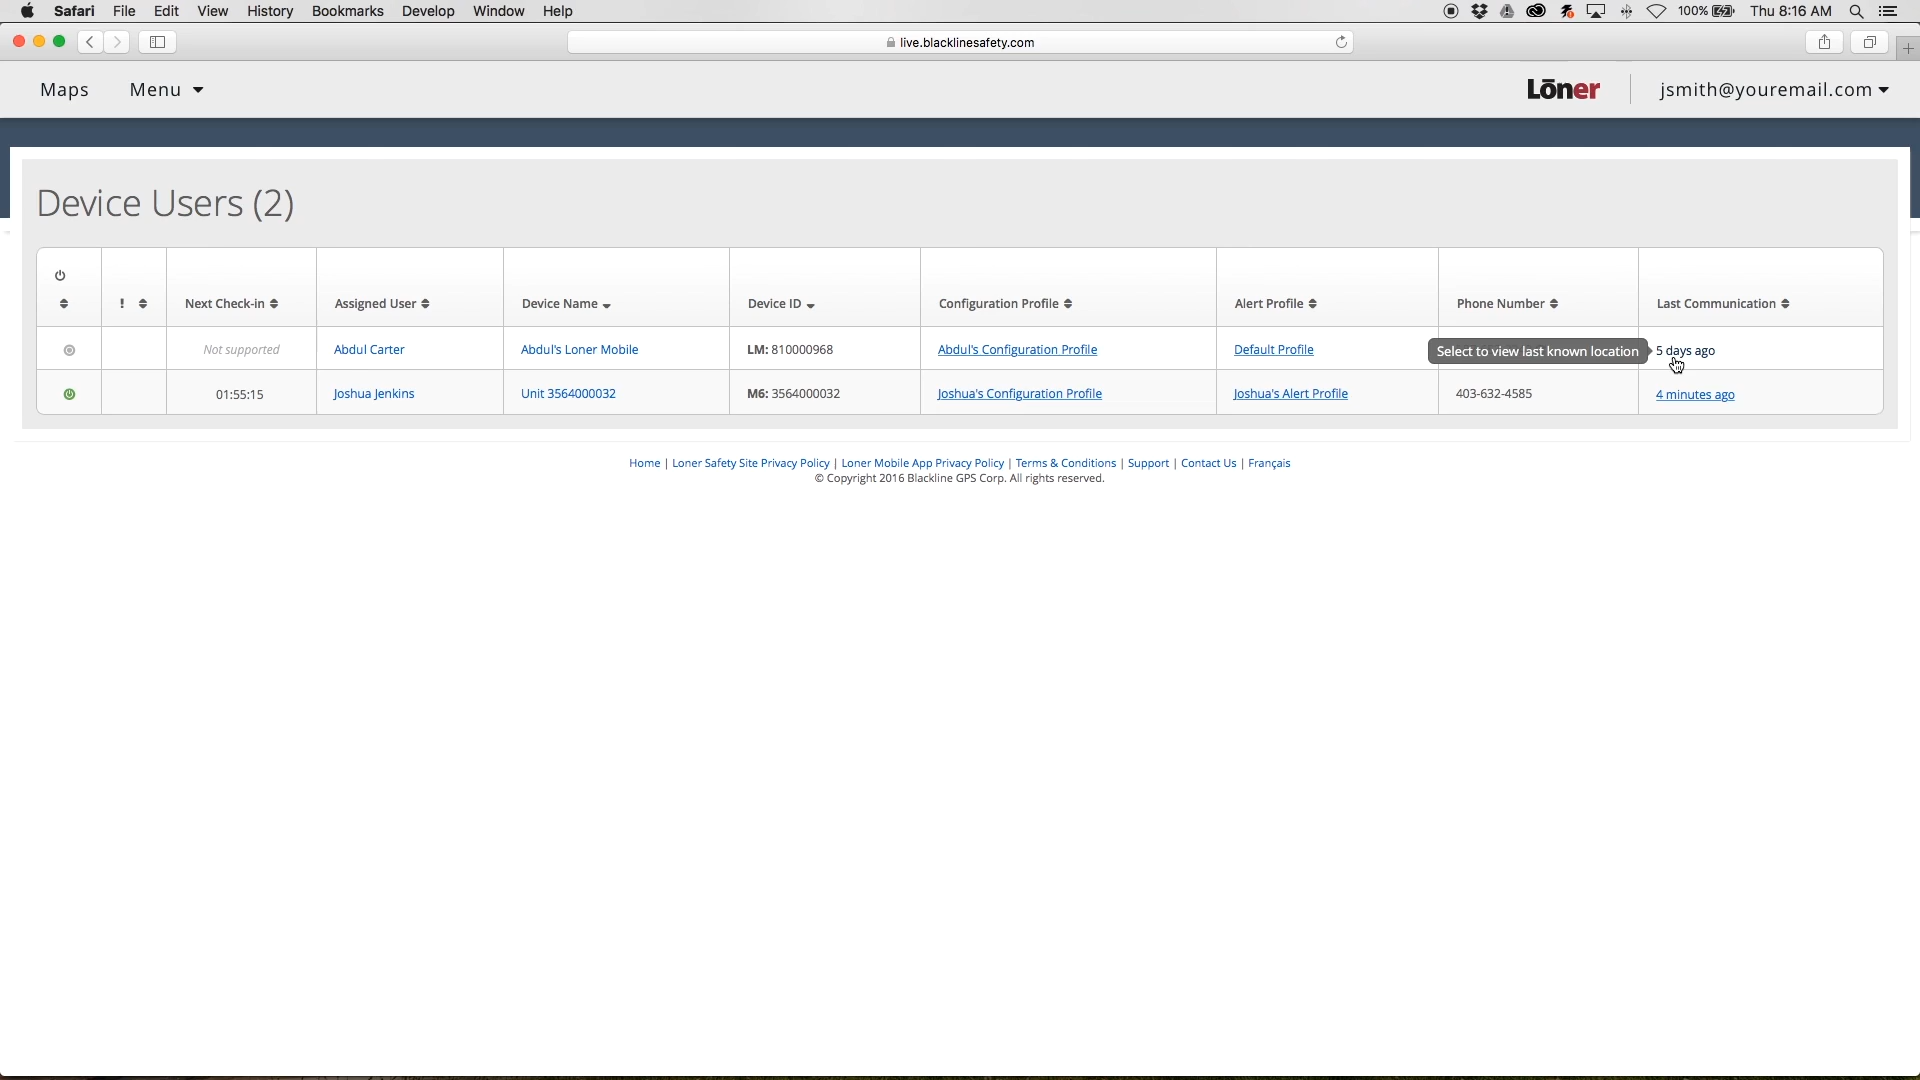 Safari File Edit View History Bookmarks Develop Window Help 100% Thu 8:16 AM
live.blacklinesafety.com
Maps Menu Lōner jsmith@youremail.com
Device Users (2)
! Next Check-in Assigned User Device Name Device ID Configuration Profile Alert Profile Phone Number Last Communication
Not supported Abdul Carter Abdul's Loner Mobile LM: 810000968 Abdul's Configuration Profile Default Profile Select to view last known location 5 days ago
01:55:15 Joshua Jenkins Unit 3564000032 M6: 3564000032 Joshua's Configuration Profile Joshua's Alert Profile 403-632-4585 4 minutes ago
Home | Loner Safety Site Privacy Policy | Loner Mobile App Privacy Policy | Terms & Conditions | Support | Contact Us | Français
© Copyright 2016 Blackline GPS Corp. All rights reserved.